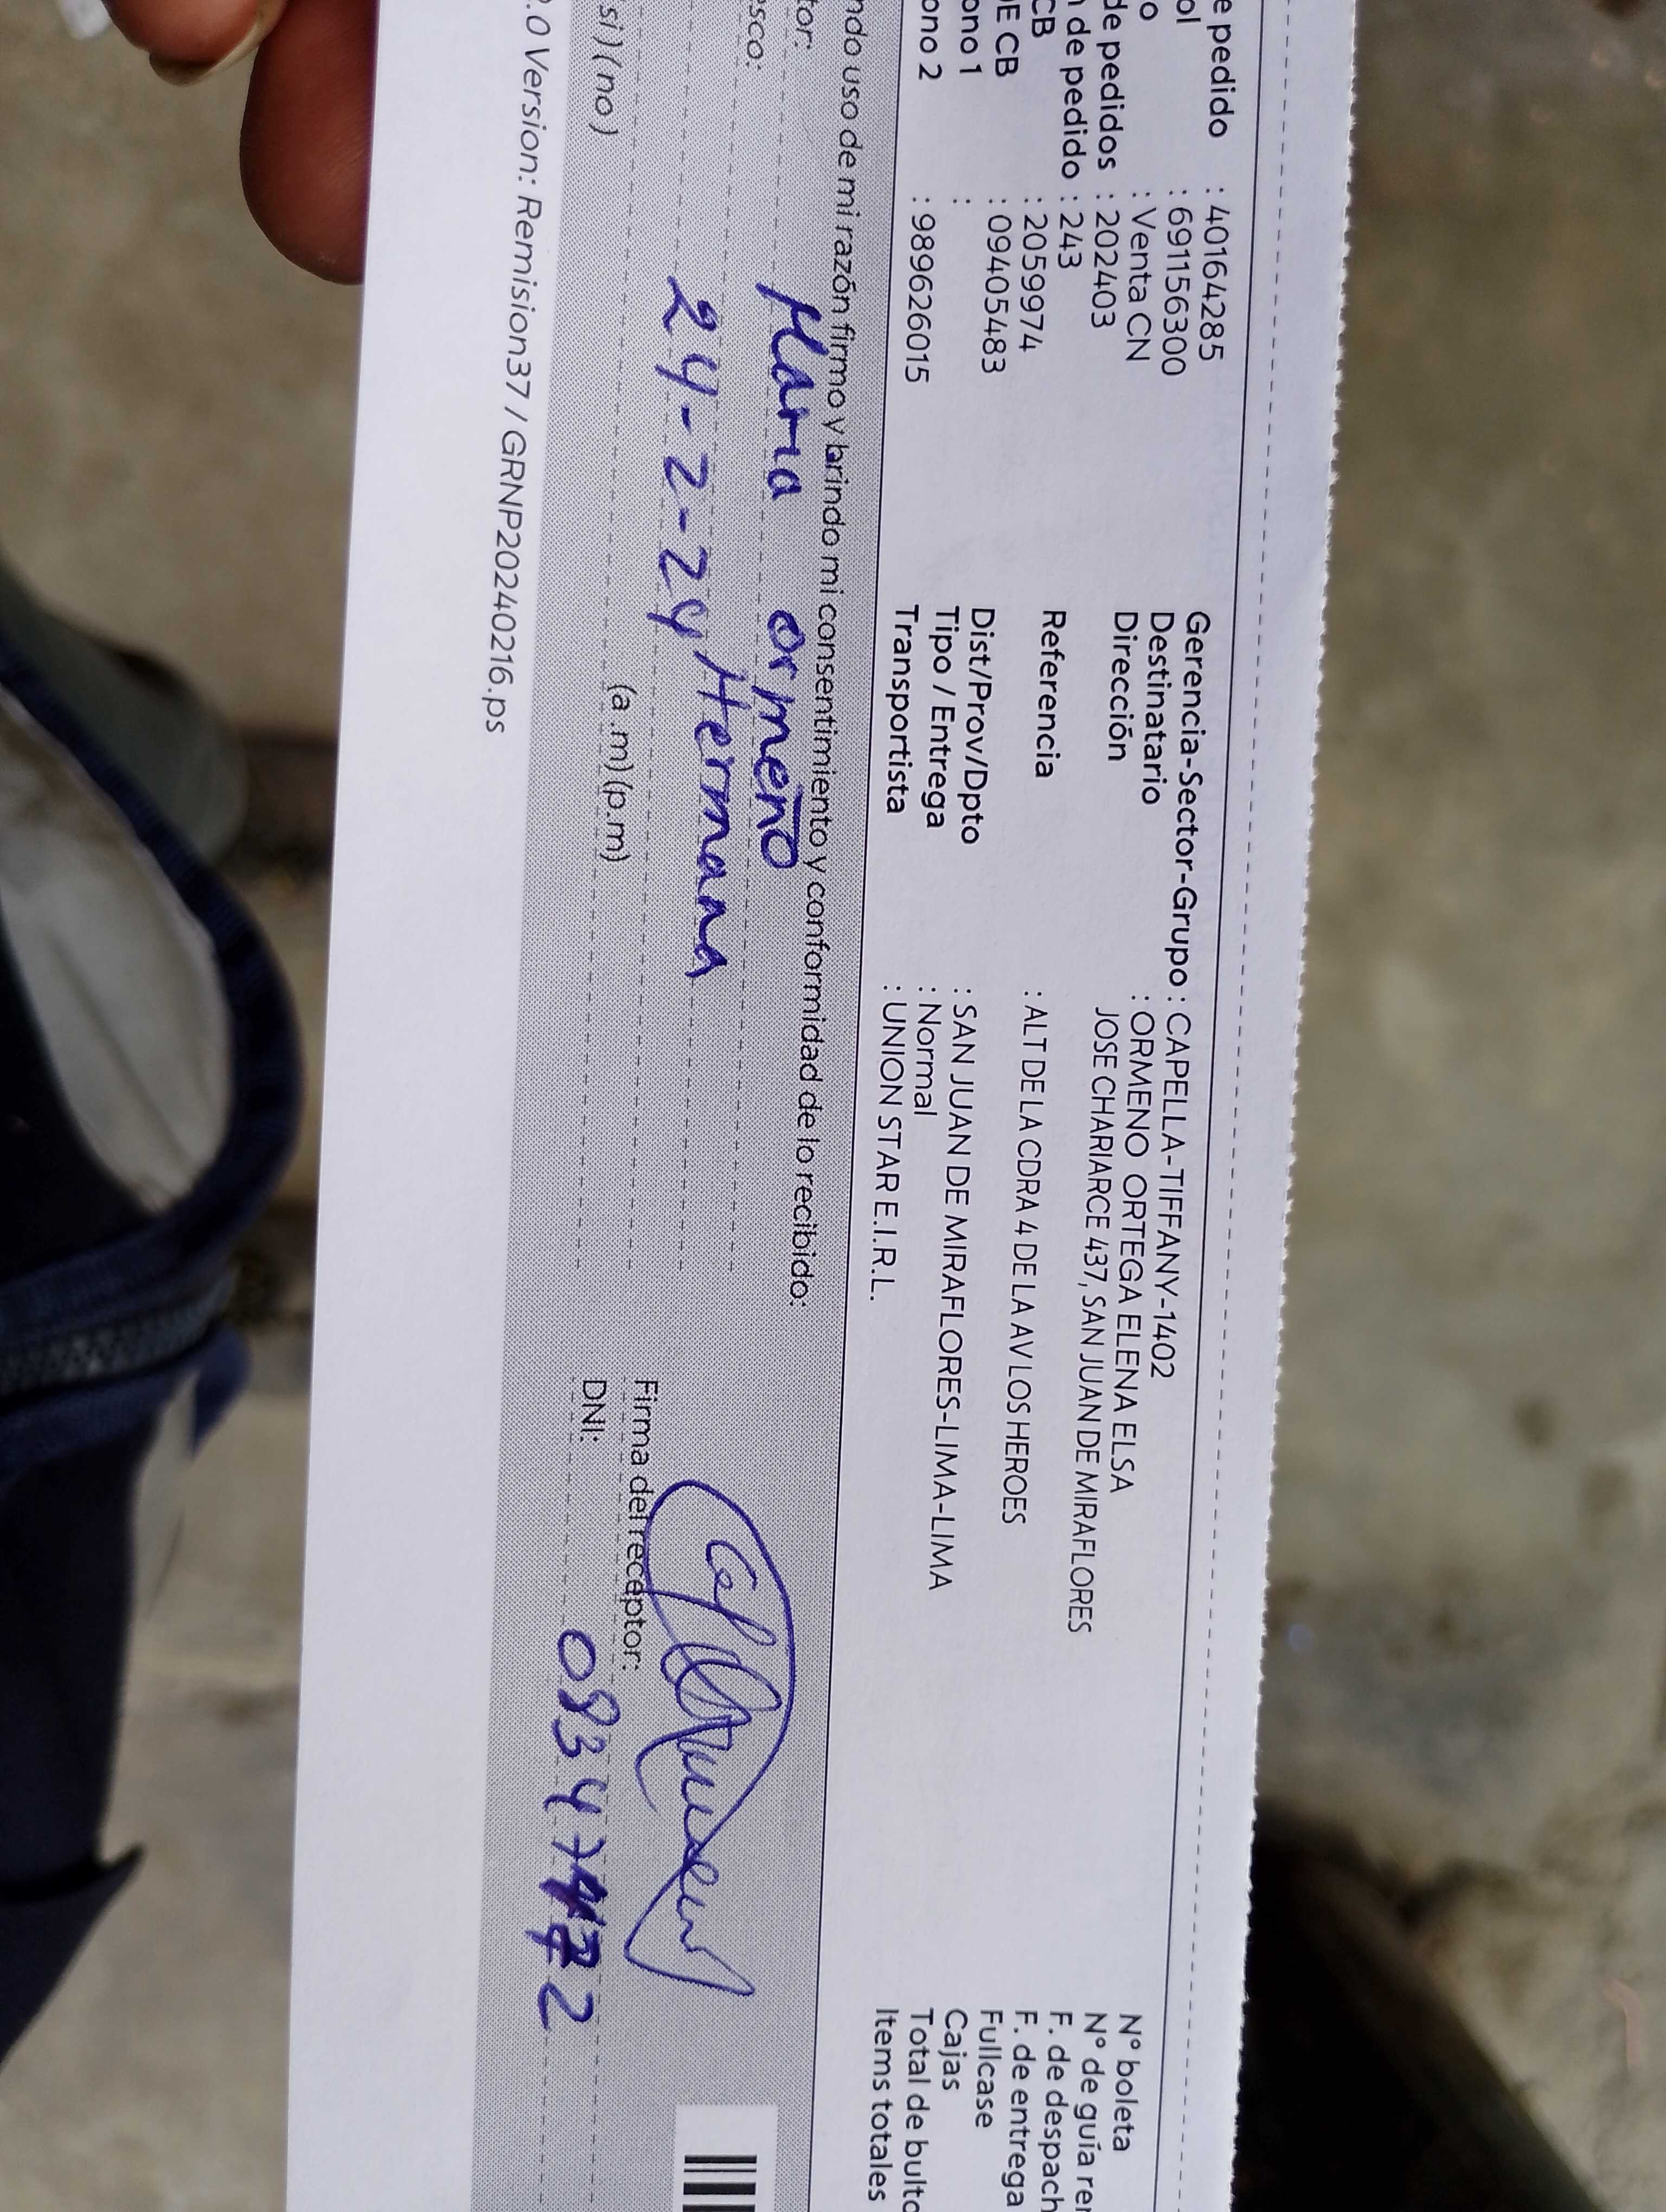 e pedido : 401644285
ol : 691156300
o : Venta CN
de pedidos : 202403
n de pedido : 243
CB : 2059974
DE CB : 09405483
ono 1 :
ono 2 : 989626015
Gerencia-Sector-Grupo : CAPELLA-TIFFANY-1402
Destinatario : ORMENO ORTEGA ELENA ELSA
Dirección JOSE CHARIARCE 437, SAN JUAN DE MIRAFLORES
Referencia : ALT DE LA CDRA 4 DE LA AV LOS HEROES
Dist/Prov/Dpto : SAN JUAN DE MIRAFLORES-LIMA-LIMA
Tipo / Entrega : Normal
Transportista : UNION STAR E.I.R.L.
N° boleta
N° de guía rem
F. de despach
F. de entrega
Fullcase
Cajas
Total de bulto
Items totales
ndo uso de mi razón firmo y brindo mi consentimiento y conformidad de lo recibido:
tor: Maria ormeño
esco: Hermana
24-2-24
si) (no) (a.m) (p.m)
Firma del receptor:
DNI:
.0 Version: Remision37 / GRNP20240216.ps